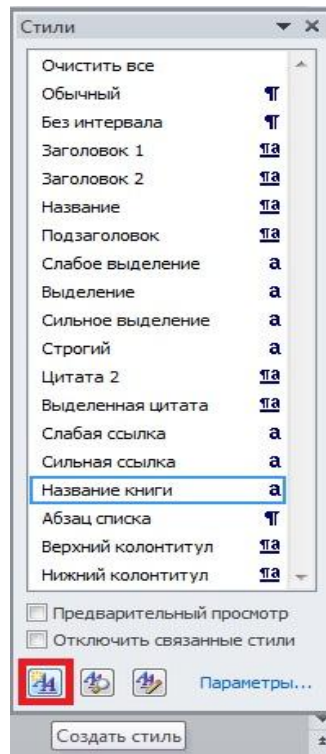 Стили
Очистить все
Обычный ¶
Без интервала ¶
Заголовок 1 ¶a
Заголовок 2 ¶a
Название ¶a
Подзаголовок ¶a
Слабое выделение a
Выделение a
Сильное выделение a
Строгий a
Цитата 2 ¶a
Выделенная цитата ¶a
Слабая ссылка a
Сильная ссылка a
Название книги a
Абзац списка ¶
Верхний колонтитул ¶a
Нижний колонтитул ¶a
Предварительный просмотр
Отключить связанные стили
Параметры...
Создать стиль